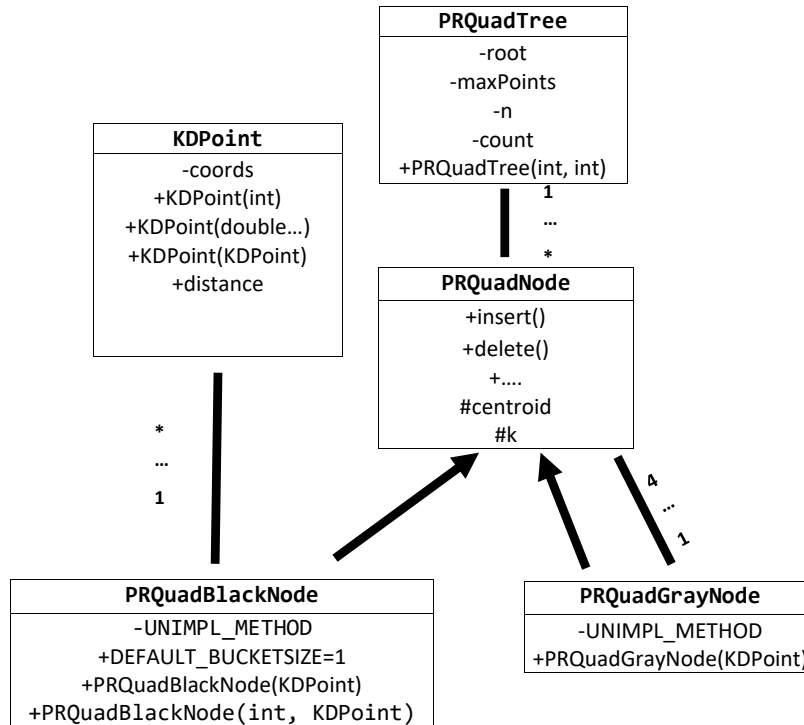 PRQuadTree
-root
-maxPoints
-n
-count
+PRQuadTree(int, int)
KDPoint
-coords
+KDPoint(int)
+KDPoint(double…)
+KDPoint(KDPoint)
+distance
1
…
*
PRQuadNode
+insert()
+delete()
+….
#centroid
#k
*
…
1
4
…
1
PRQuadBlackNode
-UNIMPL_METHOD
+DEFAULT_BUCKETSIZE=1
+PRQuadBlackNode(KDPoint)
+PRQuadBlackNode(int, KDPoint)
PRQuadGrayNode
-UNIMPL_METHOD
+PRQuadGrayNode(KDPoint)